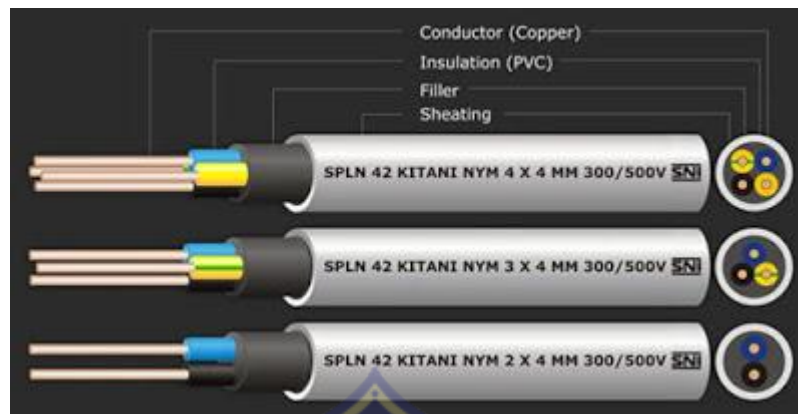 Conductor (Copper)
Insulation (PVC)
Filler
Sheating
SPLN 42 KITANI NYM 4 X 4 MM 300/500V SNI
SPLN 42 KITANI NYM 3 X 4 MM 300/500V SNI
SPLN 42 KITANI NYM 2 X 4 MM 300/500V SNI